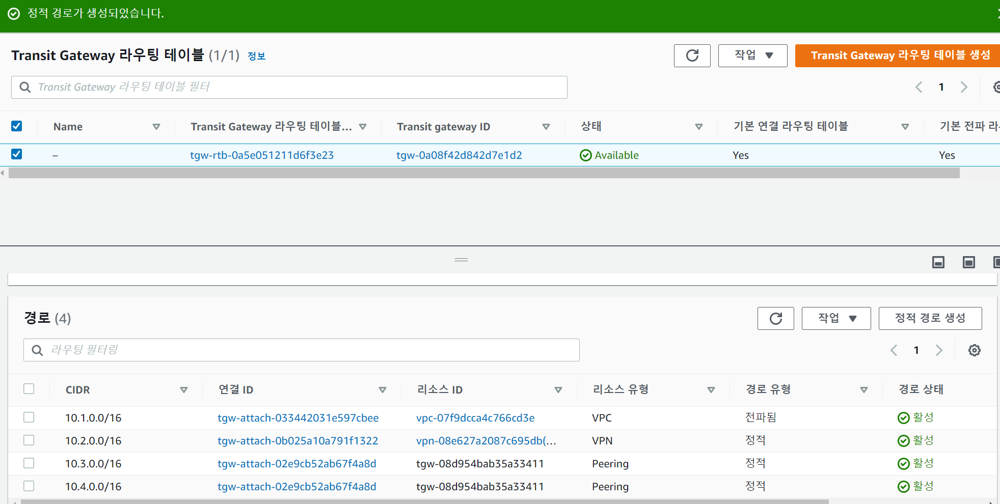 정적 경로가 생성되었습니다.
Transit Gateway 라우팅 테이블 (1/1) 정보
작업
Transit Gateway 라우팅 테이블 생성
Transit Gateway 라우팅 테이블 필터
1
Name Transit Gateway 라우팅 테이블... Transit gateway ID 상태 기본 연결 라우팅 테이블 기본 전파
– tgw-rtb-0a5e051211d6f3e23 tgw-0a08f42d842d7e1d2 Available Yes Yes
경로 (4)
작업
정적 경로 생성
라우팅 필터링
1
CIDR 연결 ID 리소스 ID 리소스 유형 경로 유형 경로 상태
10.1.0.0/16 tgw-attach-033442031e597cbee vpc-07f9dcca4c766cd3e VPC 전파됨 활성
10.2.0.0/16 tgw-attach-0b025a10a791f1322 vpn-08e627a2087c695db(... VPN 정적 활성
10.3.0.0/16 tgw-attach-02e9cb52ab67f4a8d tgw-08d954bab35a33411 Peering 정적 활성
10.4.0.0/16 tgw-attach-02e9cb52ab67f4a8d tgw-08d954bab35a33411 Peering 정적 활성